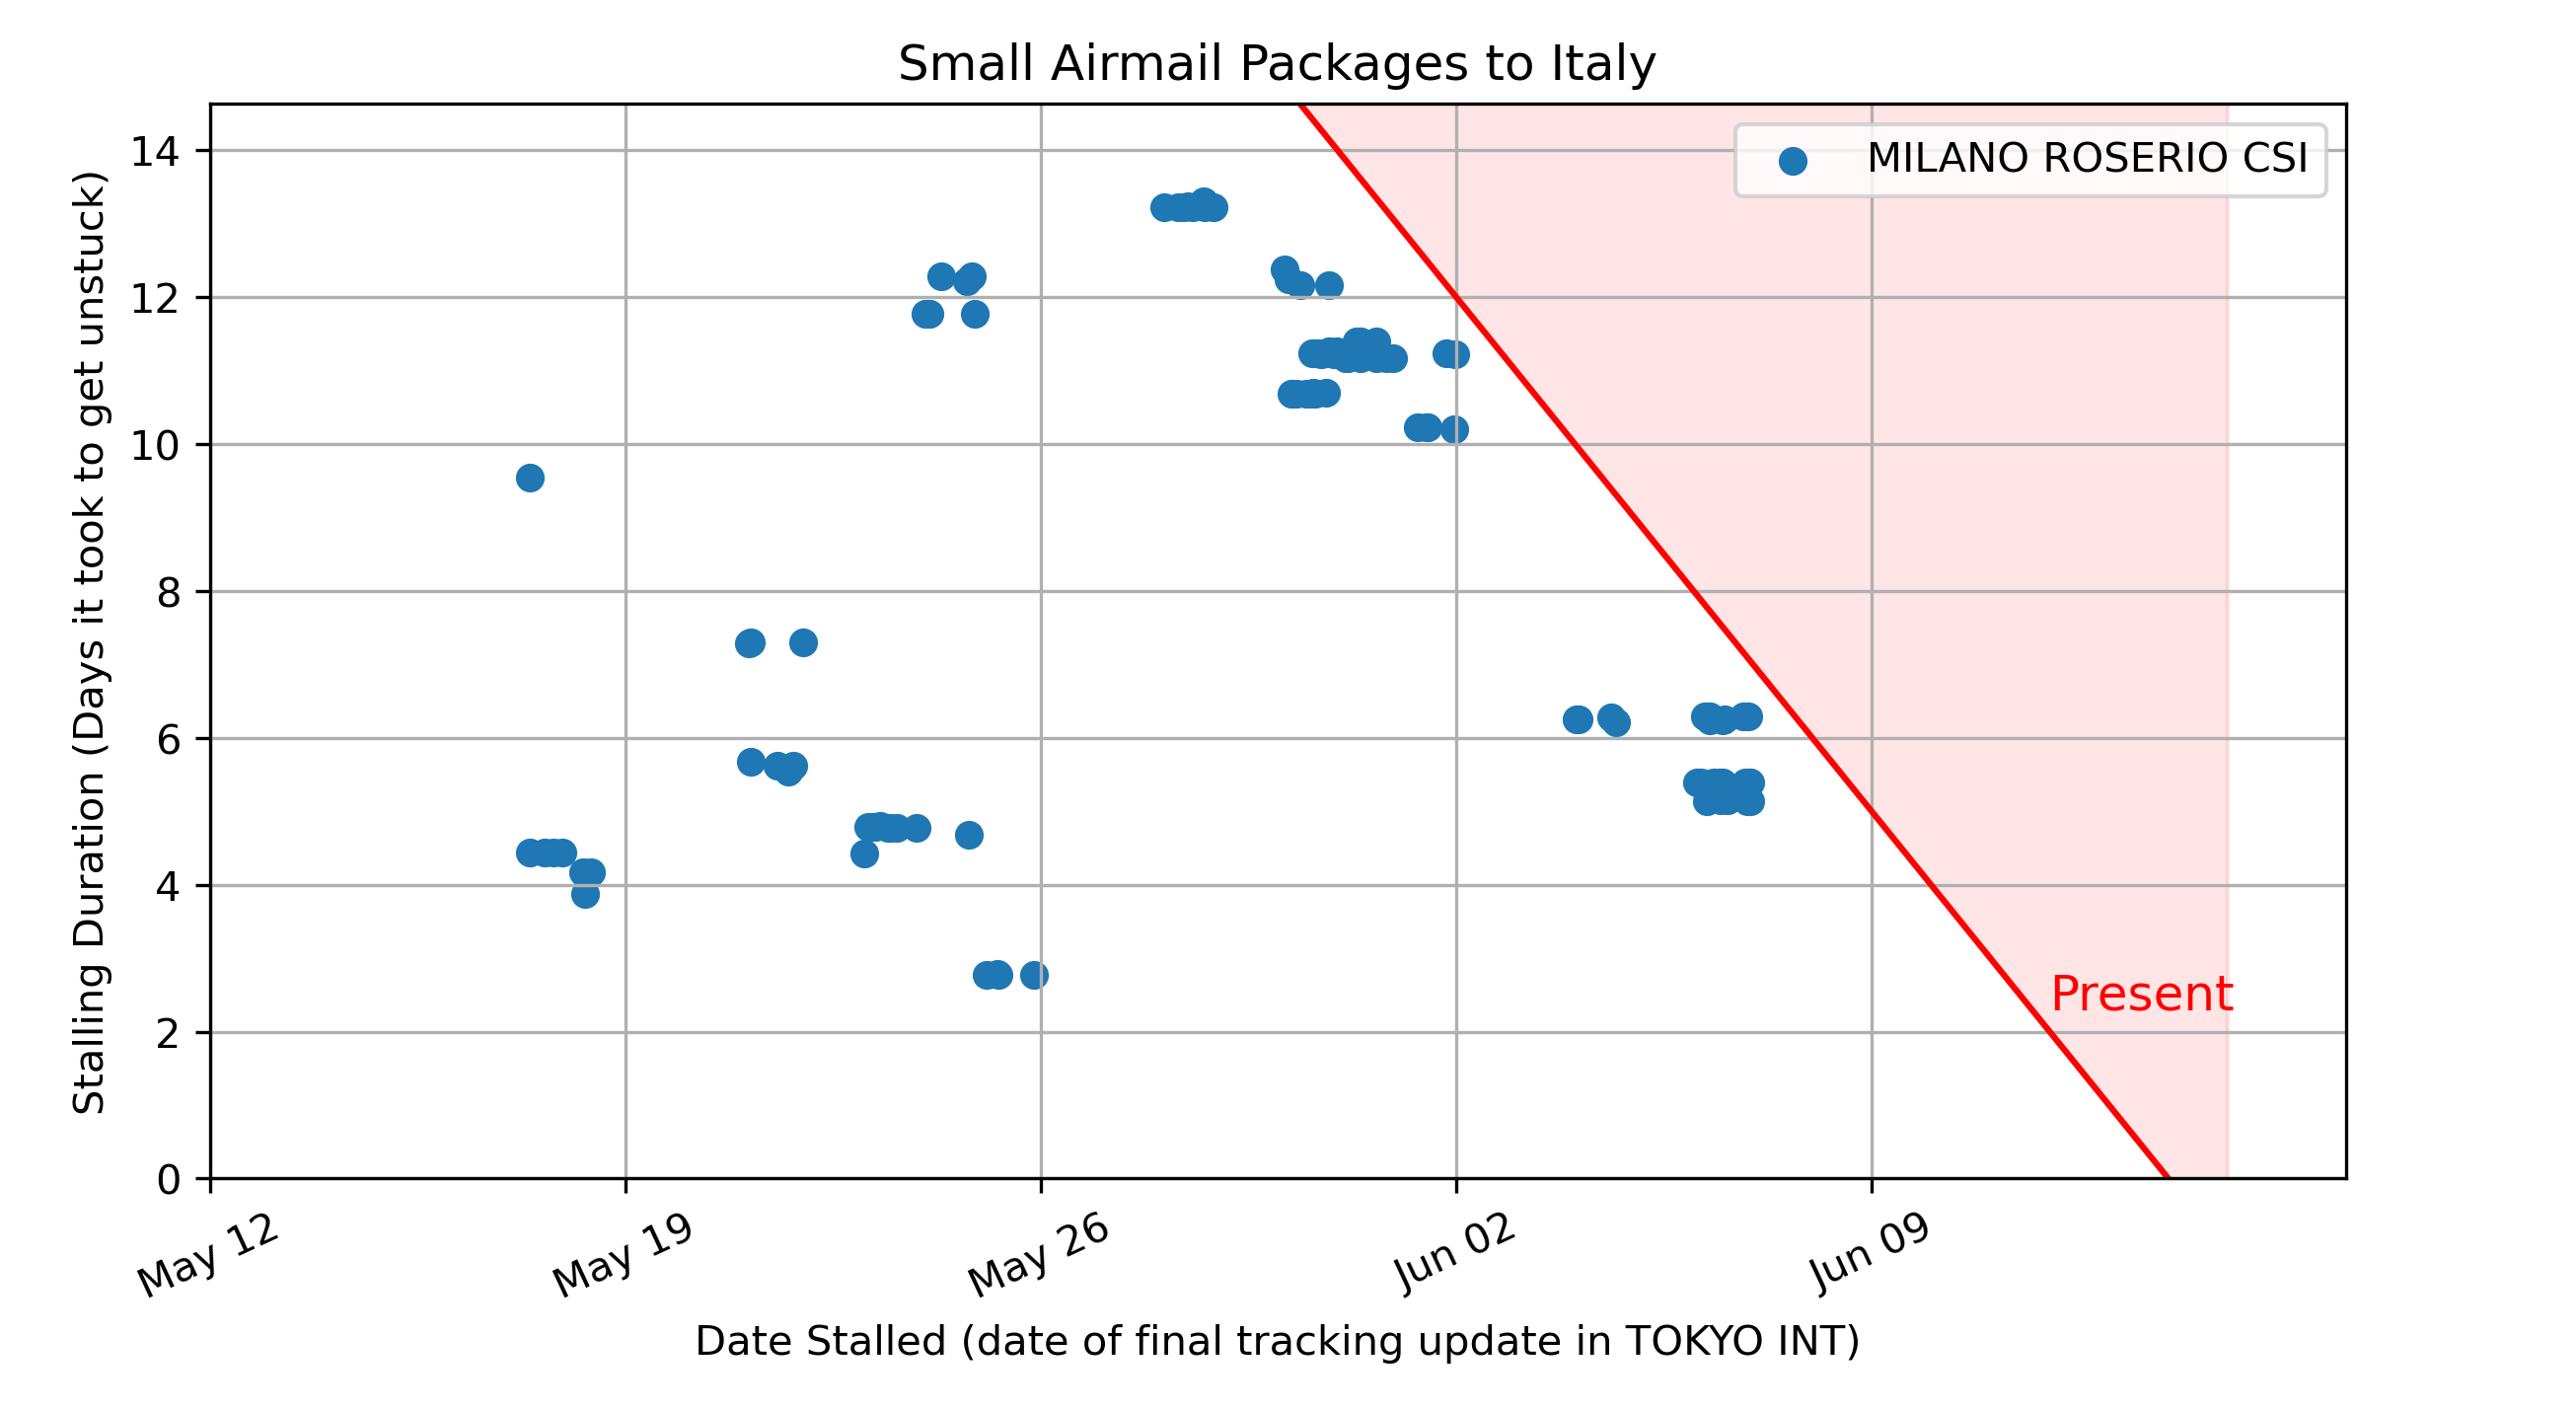 Small Airmail Packages to Italy
MILANO ROSERIO CSI
14
12
10
8
6
4
2
0
Stalling Duration (Days it took to get unstuck)
Present
May 12
May 19
May 26
Jun 02
Jun 09
Date Stalled (date of final tracking update in TOKYO INT)